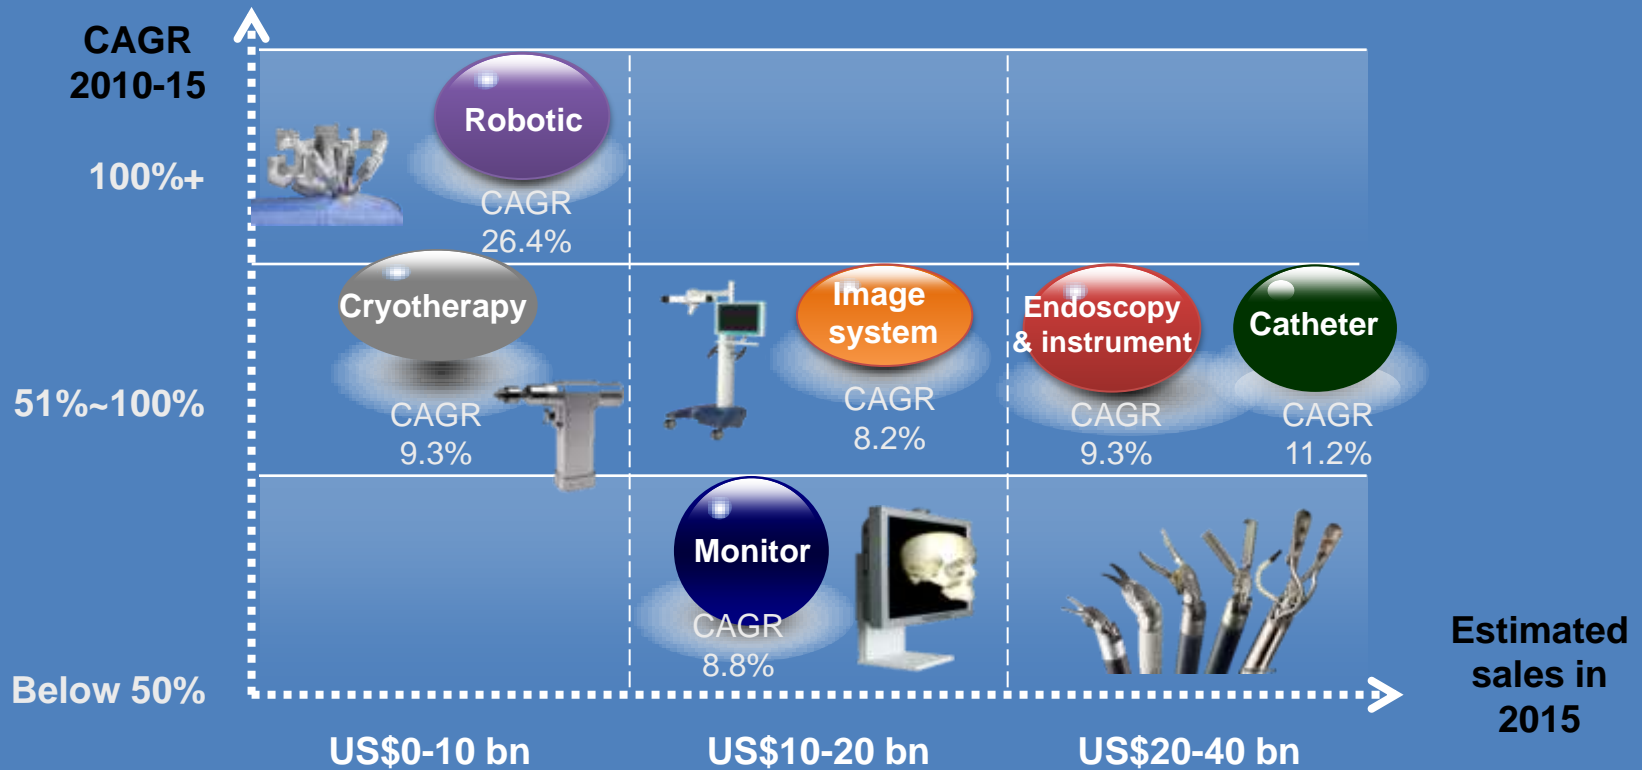 CAGR
2010-15
100%+
51%~100%
Below 50%
Robotic
CAGR
26.4%
Cryotherapy
CAGR
9.3%
Image
system
CAGR
8.2%
Endoscopy
& instrument
CAGR
9.3%
Catheter
CAGR
11.2%
Monitor
CAGR
8.8%
US$0-10 bn
US$10-20 bn
US$20-40 bn
Estimated
sales in
2015